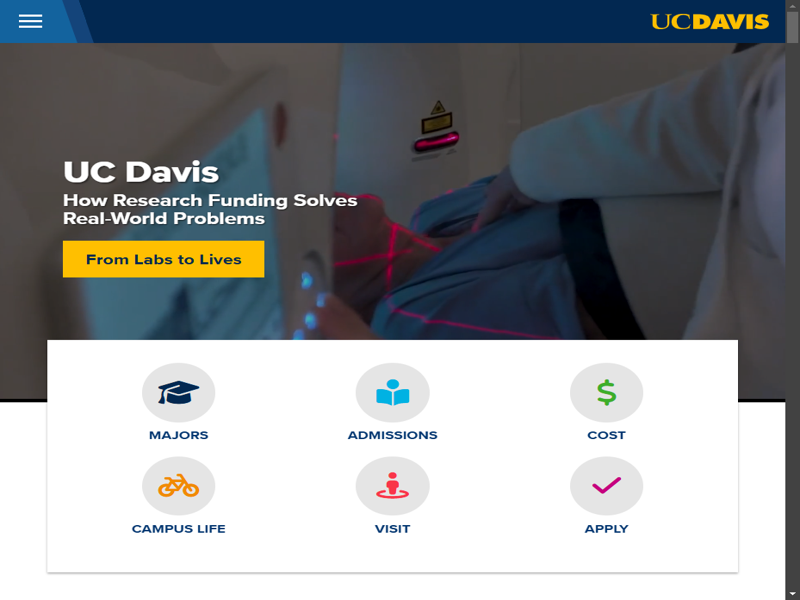 UCDAVIS
UC Davis
How Research Funding Solves
Real-World Problems
From Labs to Lives
MAJORS
ADMISSIONS
COST
CAMPUS LIFE
VISIT
APPLY